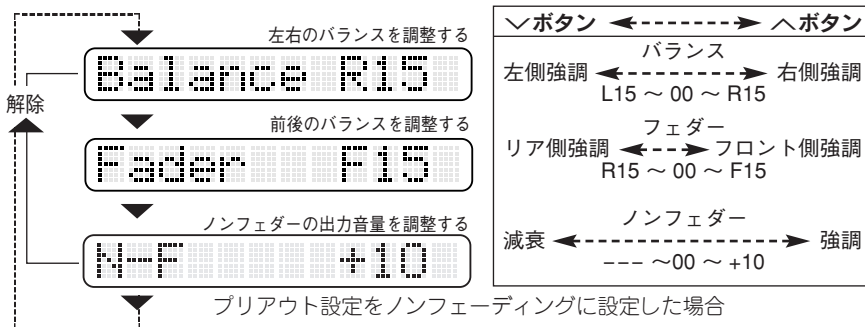 左右のバランスを調整する
Balance R15
解除
前後のバランスを調整する
Fader F15
ノンフェダーの出力音量を調整する
N-F +10
プリアウト設定をノンフェーディングに設定した場合
ボタン ボタン
バランス
左側強調 右側強調
L15 ～ 00 ～ R15
フェダー
リア側強調 フロント側強調
R15 ～ 00 ～ F15
ノンフェダー
減衰 強調
--- ～00 ～ +10